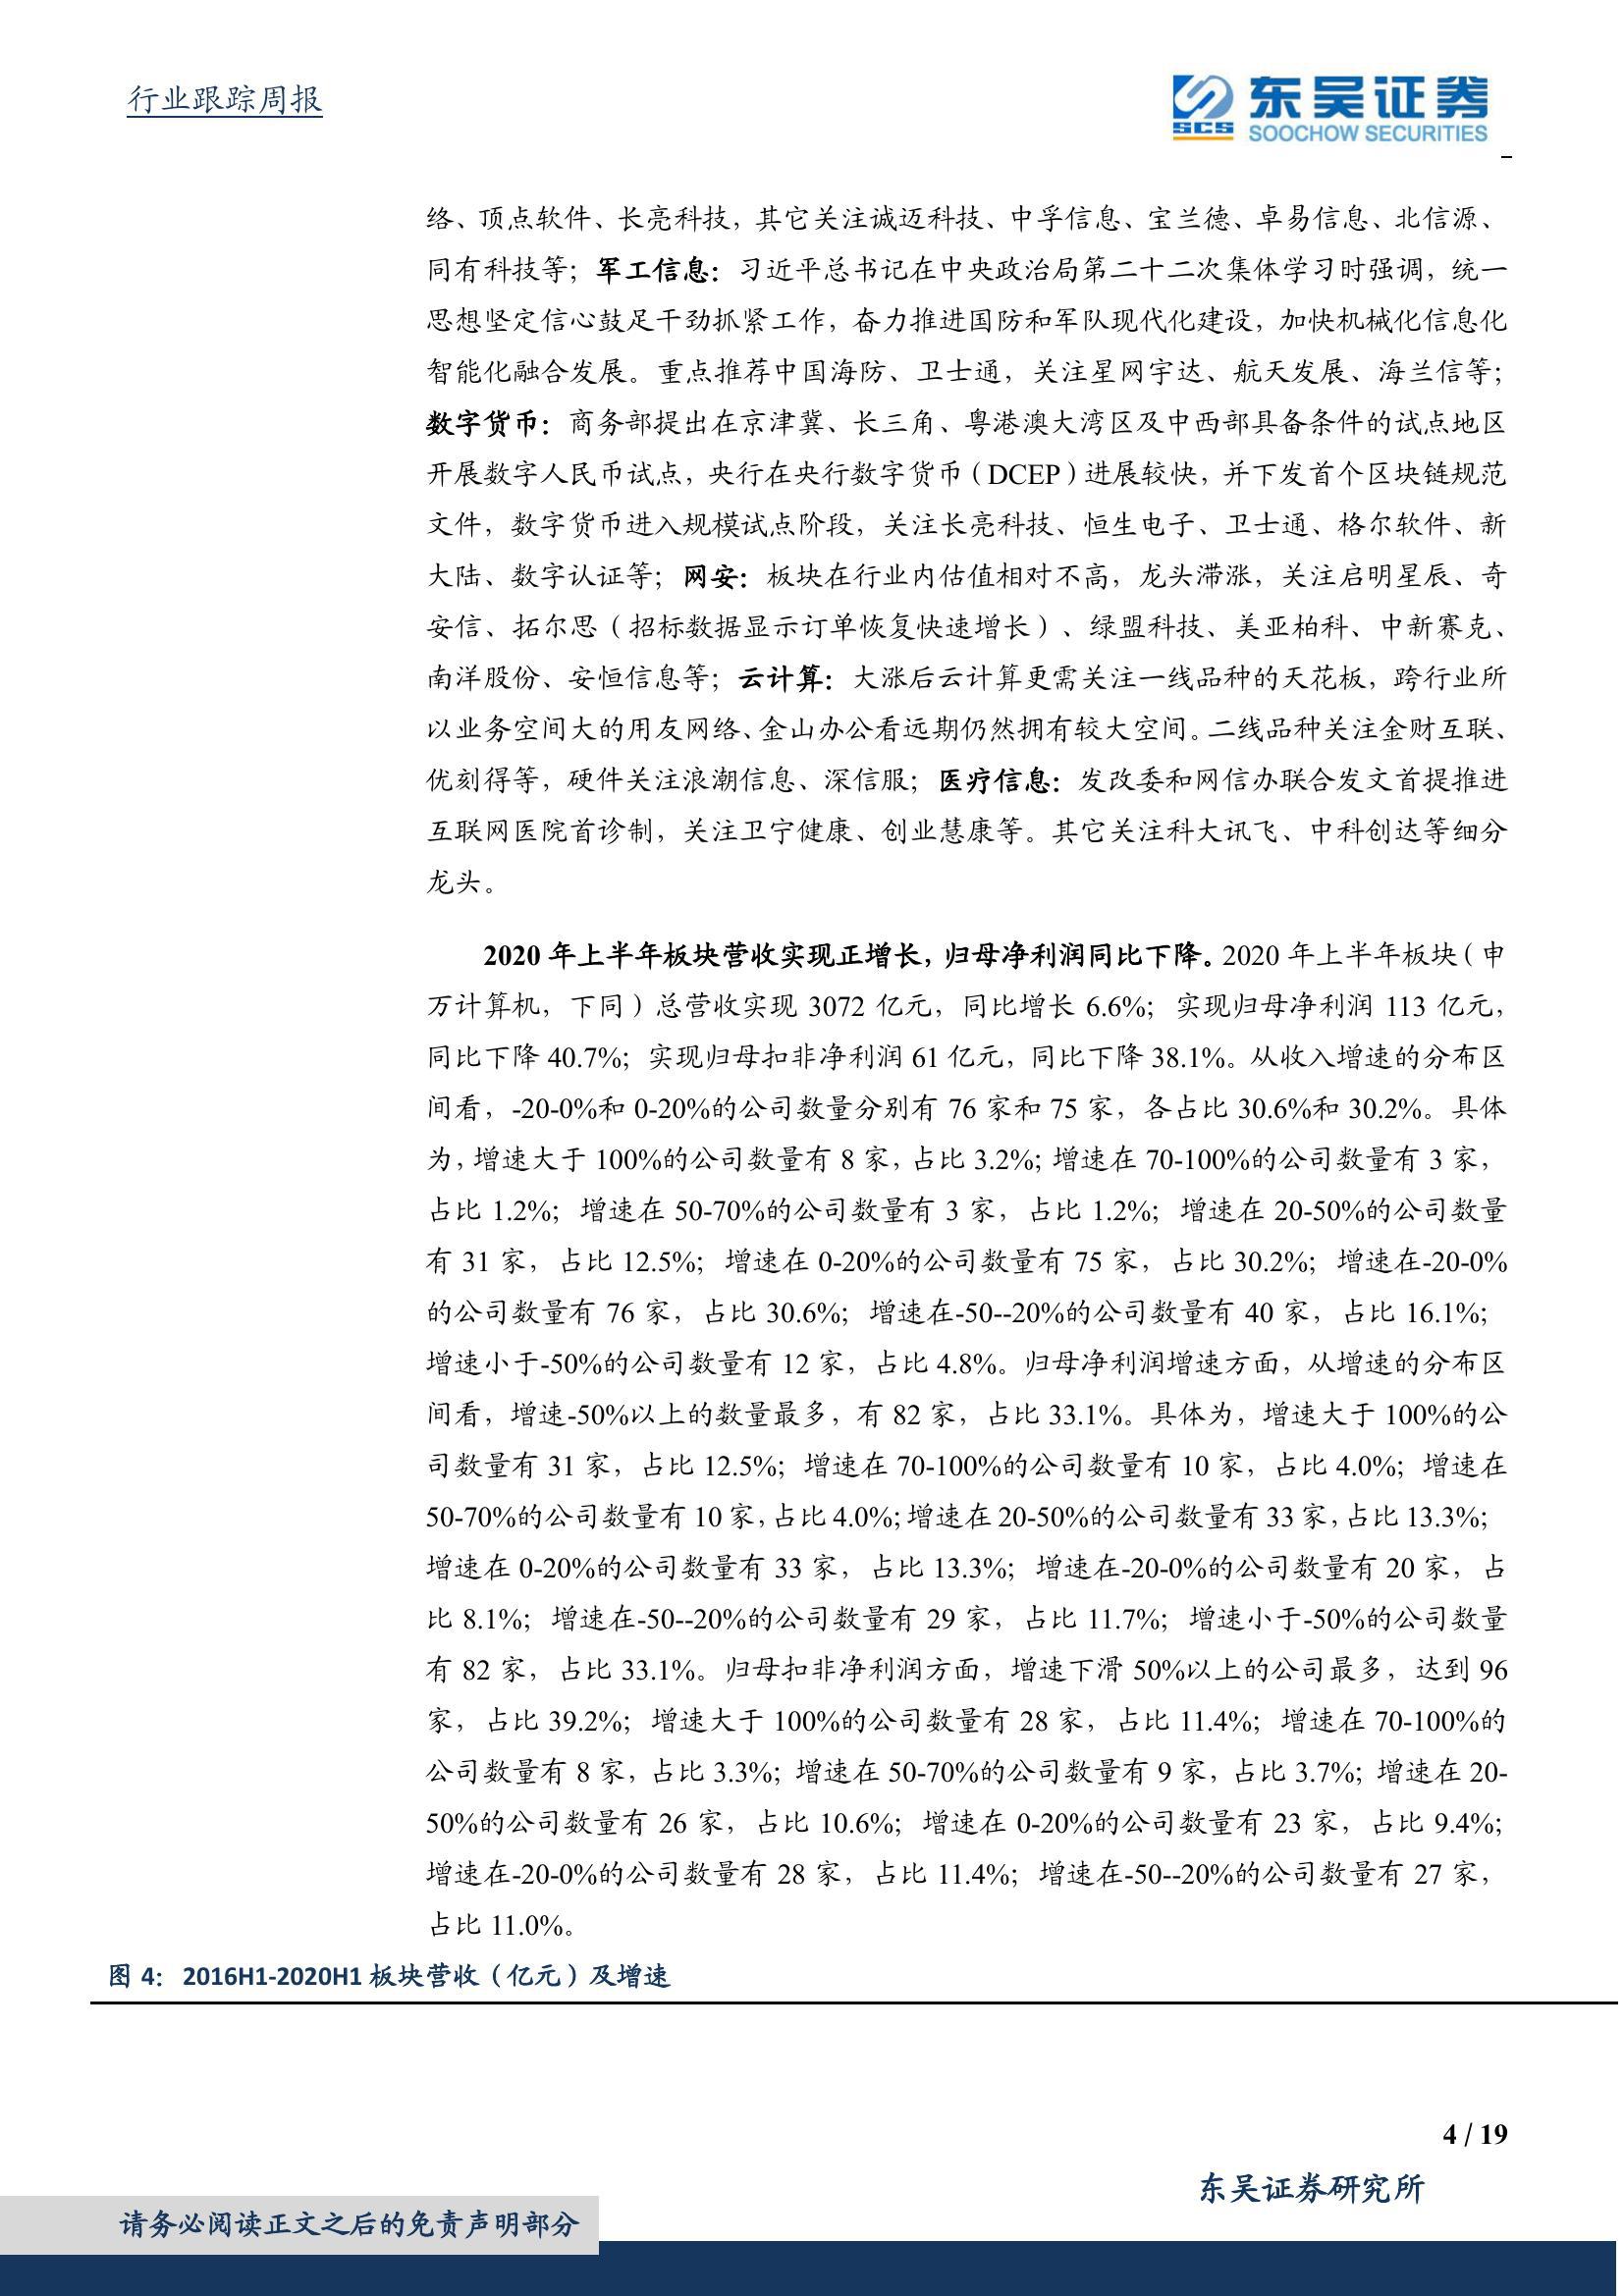 行业跟踪周报
东吴证券
SCS
SOOCHOW SECURITIES
络、顶点软件、长亮科技，其它关注诚迈科技、中孚信息、宝兰德、卓易信息、北信源、
同有科技等；军工信息：习近平总书记在中央政治局第二十二次集体学习时强调，统一
思想坚定信心鼓足干劲抓紧工作，奋力推进国防和军队现代化建设，加快机械化信息化
智能化融合发展。重点推荐中国海防、卫士通，关注星网宇达、航天发展、海兰信等；
数字货币：商务部提出在京津冀、长三角、粤港澳大湾区及中西部具备条件的试点地区
开展数字人民币试点，央行在央行数字货币（DCEP）进展较快，并下发首个区块链规范
文件，数字货币进入规模试点阶段，关注长亮科技、恒生电子、卫士通、格尔软件、新
大陆、数字认证等；网安：板块在行业内估值相对不高，龙头滞涨，关注启明星辰、奇
安信、拓尔思（招标数据显示订单恢复快速增长）、绿盟科技、美亚柏科、中新赛克、
南洋股份、安恒信息等；云计算：大涨后云计算更需关注一线品种的天花板，跨行业所
以业务空间大的用友网络、金山办公看远期仍然拥有较大空间。二线品种关注金财互联、
优刻得等，硬件关注浪潮信息、深信服；医疗信息：发改委和网信办联合发文首提推进
互联网医院首诊制，关注卫宁健康、创业慧康等。其它关注科大讯飞、中科创达等细分
龙头。
2020 年上半年板块营收实现正增长，归母净利润同比下降。2020 年上半年板块（申
万计算机，下同）总营收实现 3072 亿元，同比增长 6.6%；实现归母净利润 113 亿元，
同比下降 40.7%；实现归母扣非净利润 61 亿元，同比下降 38.1%。从收入增速的分布区
间看，-20-0%和 0-20%的公司数量分别有 76 家和 75 家，各占比 30.6%和 30.2%。具体
为，增速大于 100%的公司数量有 8 家，占比 3.2%；增速在 70-100%的公司数量有 3 家，
占比 1.2%；增速在 50-70%的公司数量有 3 家，占比 1.2%；增速在 20-50%的公司数量
有 31 家，占比 12.5%；增速在 0-20%的公司数量有 75 家，占比 30.2%；增速在-20-0%
的公司数量有 76 家，占比 30.6%；增速在-50--20%的公司数量有 40 家，占比 16.1%；
增速小于-50%的公司数量有 12 家，占比 4.8%。归母净利润增速方面，从增速的分布区
间看，增速-50%以上的数量最多，有 82 家，占比 33.1%。具体为，增速大于 100%的公
司数量有 31 家，占比 12.5%；增速在 70-100%的公司数量有 10 家，占比 4.0%；增速在
50-70%的公司数量有 10 家，占比 4.0%；增速在 20-50%的公司数量有 33 家，占比 13.3%；
增速在 0-20%的公司数量有 33 家，占比 13.3%；增速在-20-0%的公司数量有 20 家，占
比 8.1%；增速在-50--20%的公司数量有 29 家，占比 11.7%；增速小于-50%的公司数量
有 82 家，占比 33.1%。归母扣非净利润方面，增速下滑 50%以上的公司最多，达到 96
家，占比 39.2%；增速大于 100%的公司数量有 28 家，占比 11.4%；增速在 70-100%的
公司数量有 8 家，占比 3.3%；增速在 50-70%的公司数量有 9 家，占比 3.7%；增速在 20-
50%的公司数量有 26 家，占比 10.6%；增速在 0-20%的公司数量有 23 家，占比 9.4%；
增速在-20-0%的公司数量有 28 家，占比 11.4%；增速在-50--20%的公司数量有 27 家，
占比 11.0%。
图 4： 2016H1-2020H1 板块营收（亿元）及增速
4 / 19
东吴证券研究所
请务必阅读正文之后的免责声明部分